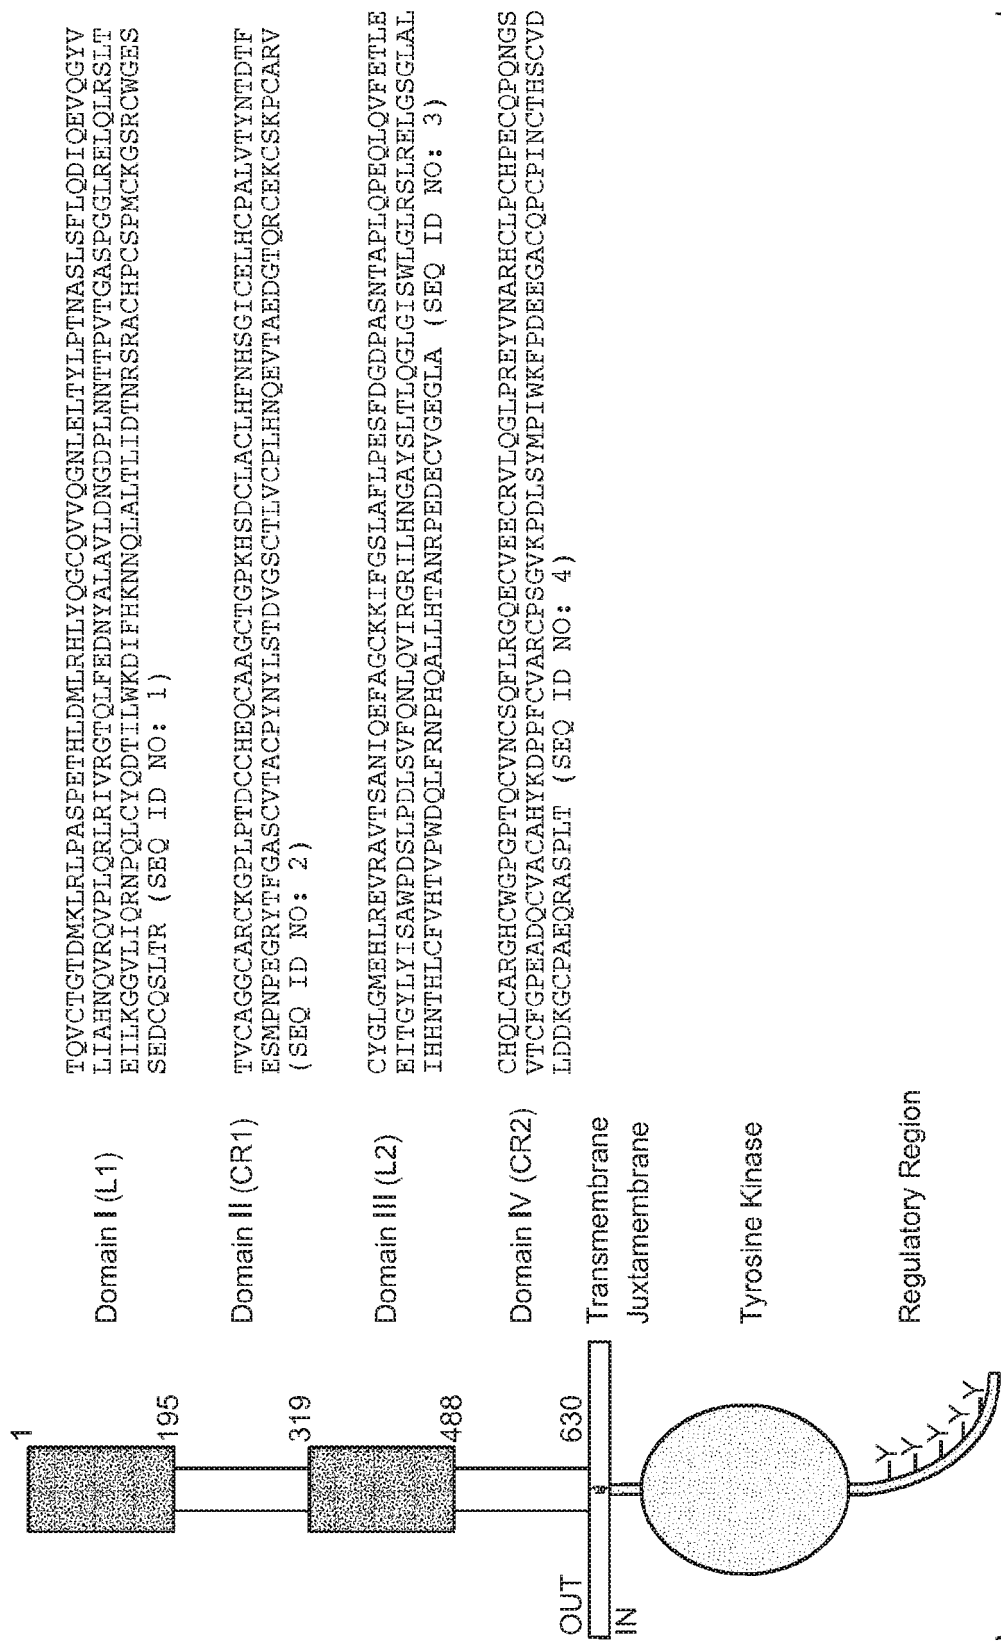 1
195
319
488
630
OUT
IN
Domain I (L1)
TQVCTGTDMKLRLPASPETHLDMLRHLYQGCQVVQGNLELTYLPTNASLSFLQDIQEVQGYV
LIAHNQVRQVPLQRLRIVRGTQLFEDNYALAVLDNGDPLNNTTPVTGASPGGLRELQLRSLT
EILKGGVLIQRNPQLCYQDTILWKDIFHKNNQLALTLIDTNRSRACHPCSPMCKGSRCWGES
SEDCQSLTR (SEQ ID NO: 1)
Domain II (CR1)
TVCAGGCARCKGPLPTDCCHEQCAAGCTGPKHSDCLACLHFNHSGICELHCPALVTYNTDTF
ESMPNPEGRYTFGASCVTACPYNYLSTDVGSCTLVCPLHNQEVTAEDGTQRCEKCSKPCARV
(SEQ ID NO: 2)
Domain III (L2)
CYGLGMEHLREVRAVTSANIQEFAGCKKIFGSLAFLPESFDGDPASNTAPLQPEQLQVFETLE
EITGYLYISAWPDSLPDLSVFQNLQVIRGRILHNGAYSLTLQGLGISWLGLRSLRELGSGLAL
IHHNTHLCFVHTVPWDQLFRNPHQALLHTANRPEDECVGEGLA (SEQ ID NO: 3)
Domain IV (CR2)
CHQLCARGHCWGPGPTQCVNCSQFLRGQECVEECRVLQGLPREYVNARHCLPCHPECQPQNGS
VTCFGPEADQCVACAHYKDPPFCVARCPSGVKPDLSYMPIWKFPDEEGACQPCPINCTHSCVD
LDDKGCPAEQRASPLT (SEQ ID NO: 4)
Transmembrane
Juxtamembrane
Tyrosine Kinase
Regulatory Region
Y
Y
Y
Y
Y